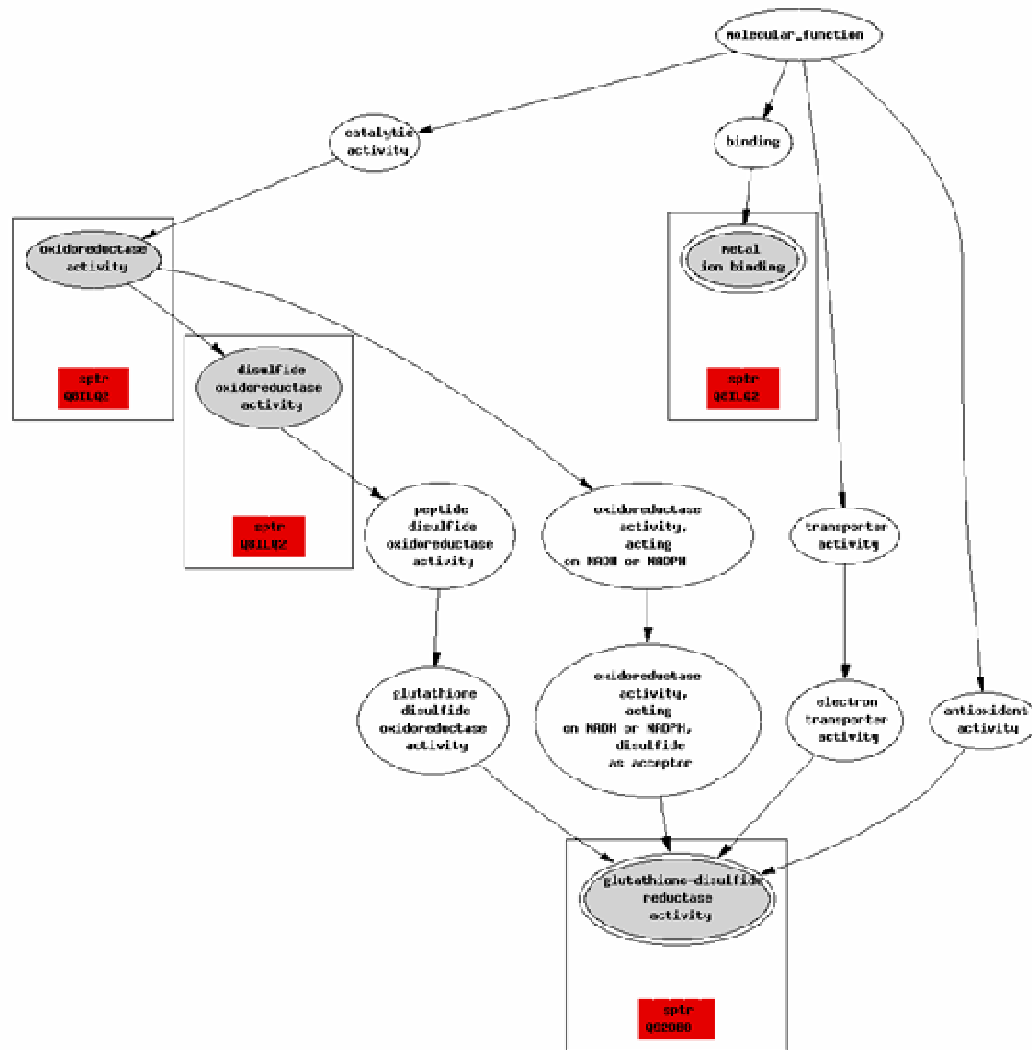 molecular_function
catalytic
activity
binding
oxidoreductase
activity
metal
ion binding
disulfide
oxidoreductase
activity
sptr
sptr
peptide
disulfide
oxidoreductase
activity
oxidoreductase
activity,
acting
on NADH or NADPH
transporter
activity
sptr
glutathione
disulfide
oxidoreductase
activity
oxidoreductase
activity,
acting
on NADH or NADPH,
disulfide
as acceptor
electron
transporter
activity
antioxidant
activity
glutathione-disulfide
reductase
activity
sptr